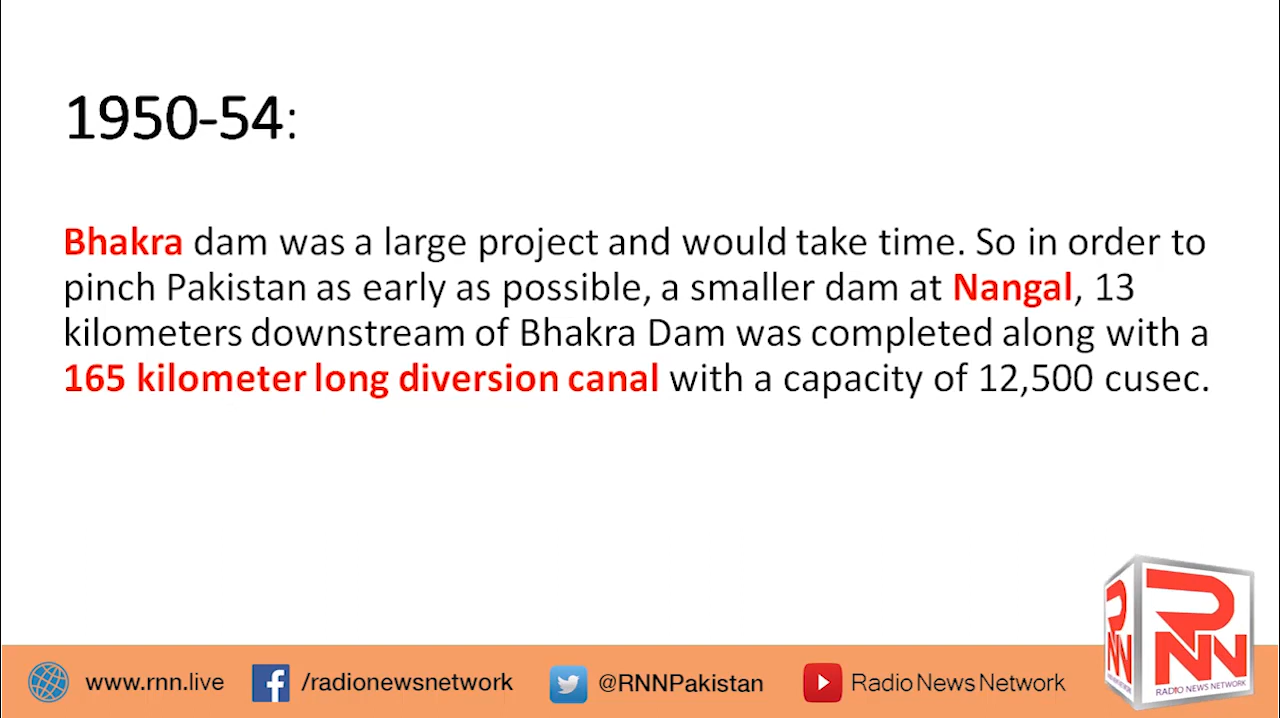 1950-54:
Bhakra dam was a large project and would take time. So in order to
pinch Pakistan as early as possible, a smaller dam at Nangal, 13
kilometers downstream of Bhakra Dam was completed along with a
165 kilometer long diversion canal with a capacity of 12,500 cusec.
RNN
NN
RADIO NEWS NETWORK
www.rnn.live /radionewsnetwork @RNNPakistan Radio News Network